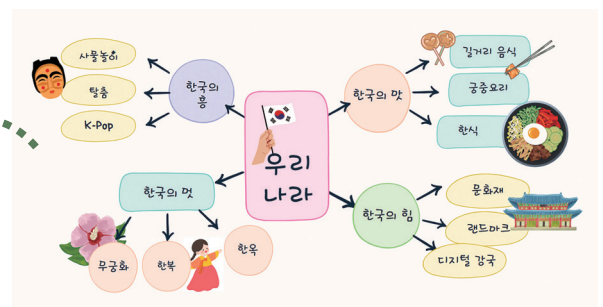 우리
나라
한국의
흥
사물놀이
탈춤
K-Pop
한국의 맛
길거리 음식
궁중요리
한식
한국의 멋
무궁화
한복
한옥
한국의 힘
문화재
랜드마크
디지털 강국